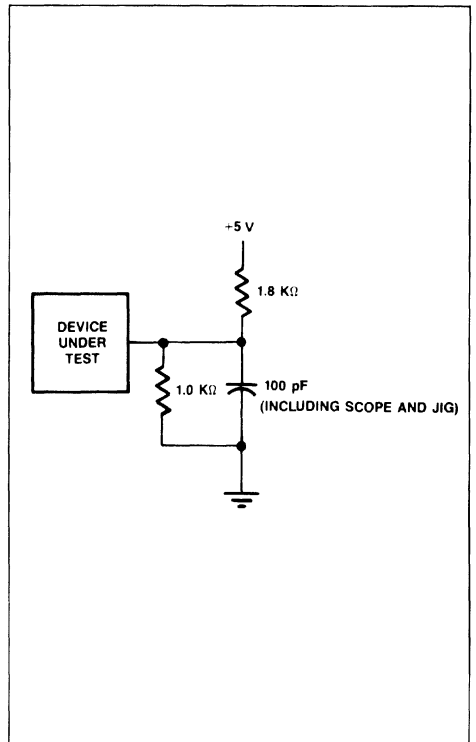 +5 V
1.8 KΩ
DEVICE
UNDER
TEST
1.0 KΩ
100 pF
(INCLUDING SCOPE AND JIG)